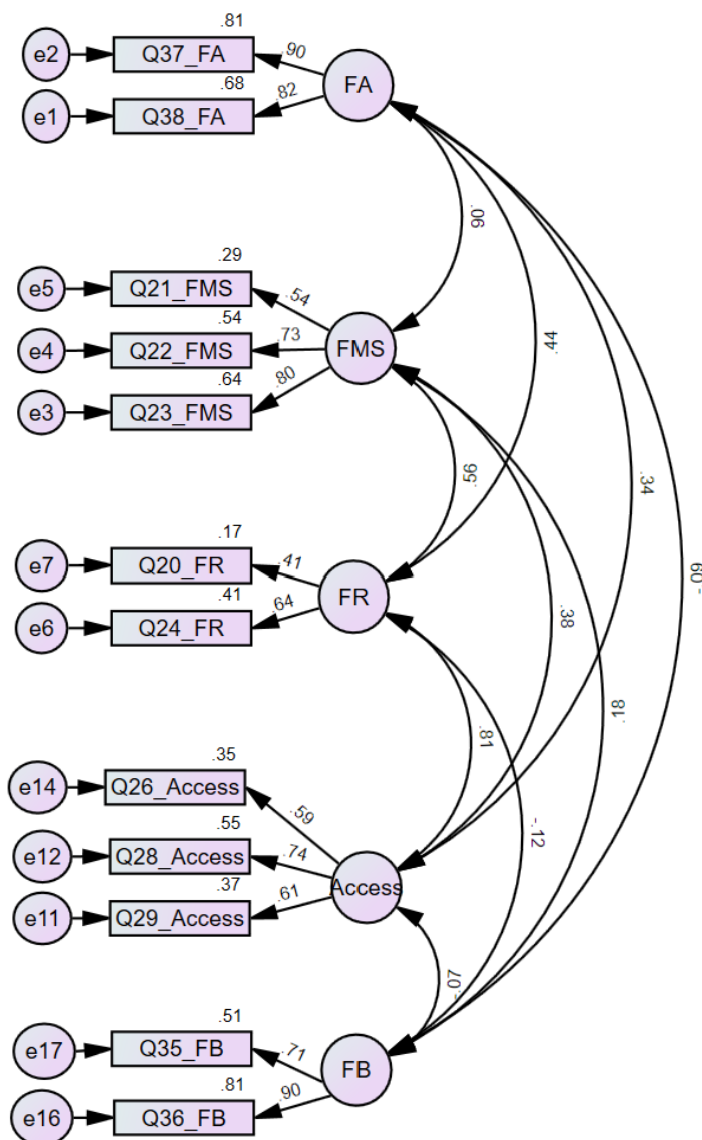 .81
e2 Q37_FA .90 FA
.68
e1 Q38_FA .82
.90
.29
e5 Q21_FMS .54
.54
e4 Q22_FMS .73 FMS .44
.64
e3 Q23_FMS .80
.56 .34
.17
e7 Q20_FR .41 FR -.09
.41
e6 Q24_FR .64 .38
.18
.81
.35
e14 Q26_Access .59
-.12
.55
e12 Q28_Access .74 Access
.37
e11 Q29_Access .61
-.07
.51
e17 Q35_FB .71 FB
.81
e16 Q36_FB .90